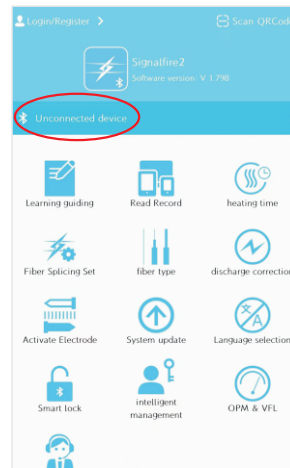 Login/Register >
Scan QRCod
Signalfire2
Software version: V 1.798
Unconnected device
Learning guiding
Read Record
heating time
Fiber Splicing Set
fiber type
discharge correction
Activate Electrode
System update
Language selection
Smart lock
intelligent
management
OPM & VFL